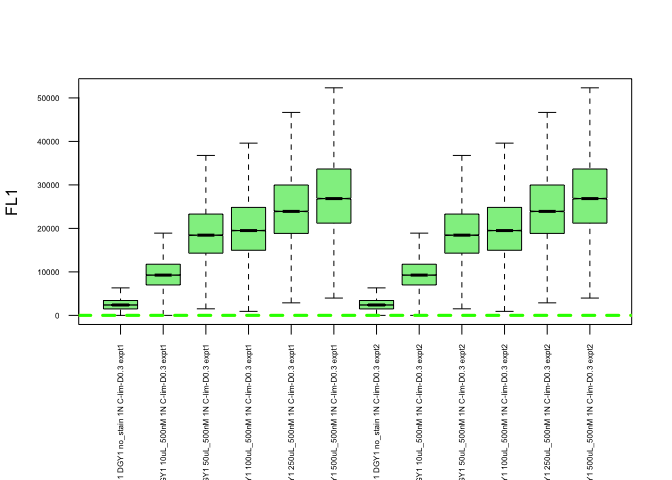 FL1
50000
40000
30000
20000
10000
0
1 DGY1 no_stain 1N C-lim-D0.3 expt1
GY1 10uL_500nM 1N C-lim-D0.3 expt1
GY1 50uL_500nM 1N C-lim-D0.3 expt1
Y1 100uL_500nM 1N C-lim-D0.3 expt1
Y1 250uL_500nM 1N C-lim-D0.3 expt1
Y1 500uL_500nM 1N C-lim-D0.3 expt1
1 DGY1 no_stain 1N C-lim-D0.3 expt2
GY1 10uL_500nM 1N C-lim-D0.3 expt2
GY1 50uL_500nM 1N C-lim-D0.3 expt2
Y1 100uL_500nM 1N C-lim-D0.3 expt2
Y1 250uL_500nM 1N C-lim-D0.3 expt2
Y1 500uL_500nM 1N C-lim-D0.3 expt2